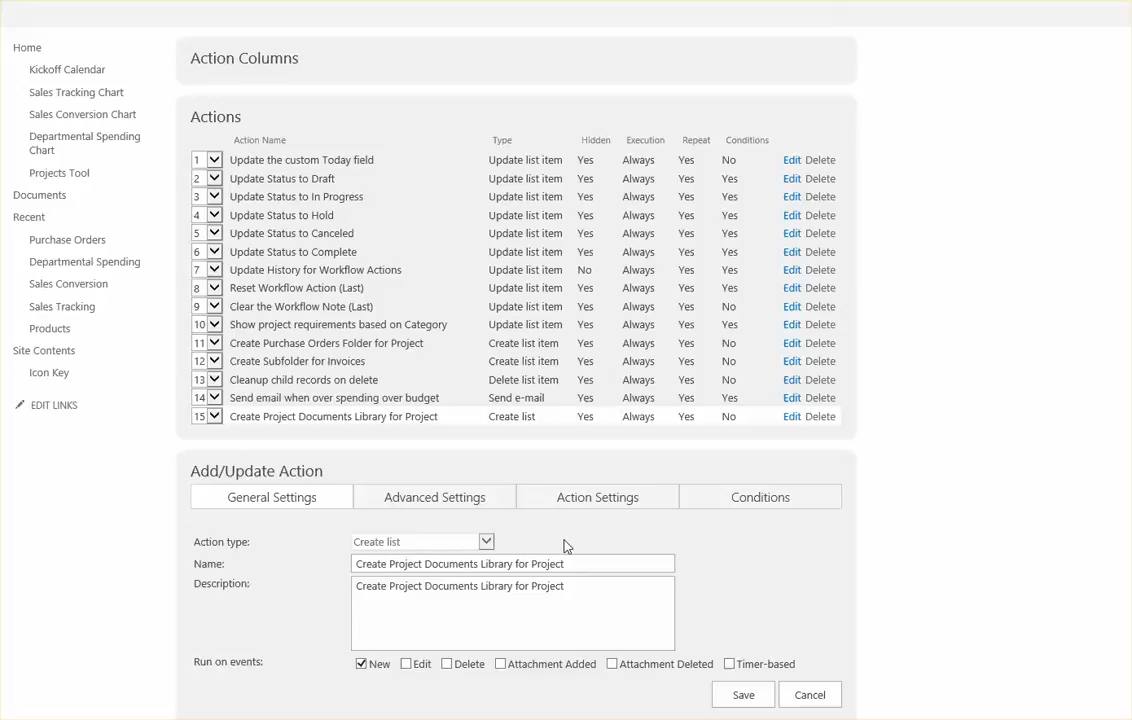 Home
Kickoff Calendar
Sales Tracking Chart
Sales Conversion Chart
Departmental Spending
Chart
Projects Tool
Documents
Recent
Purchase Orders
Departmental Spending
Sales Conversion
Sales Tracking
Products
Site Contents
Icon Key
EDIT LINKS
Action Columns
Actions
Action Name Type Hidden Execution Repeat Conditions
1 Update the custom Today field Update list item Yes Always Yes No Edit Delete
2 Update Status to Draft Update list item Yes Always Yes Yes Edit Delete
3 Update Status to In Progress Update list item Yes Always Yes Yes Edit Delete
4 Update Status to Hold Update list item Yes Always Yes Yes Edit Delete
5 Update Status to Canceled Update list item Yes Always Yes Yes Edit Delete
6 Update Status to Complete Update list item Yes Always Yes Yes Edit Delete
7 Update History for Workflow Actions Update list item No Always Yes Yes Edit Delete
8 Reset Workflow Action (Last) Update list item Yes Always Yes Yes Edit Delete
9 Clear the Workflow Note (Last) Update list item Yes Always Yes No Edit Delete
10 Show project requirements based on Category Update list item Yes Always Yes Yes Edit Delete
11 Create Purchase Orders Folder for Project Create list item Yes Always Yes No Edit Delete
12 Create Subfolder for Invoices Create list item Yes Always Yes No Edit Delete
13 Cleanup child records on delete Delete list item Yes Always Yes No Edit Delete
14 Send email when over spending over budget Send e-mail Yes Always Yes Yes Edit Delete
15 Create Project Documents Library for Project Create list Yes Always Yes No Edit Delete
Add/Update Action
General Settings Advanced Settings Action Settings Conditions
Action type: Create list
Name: Create Project Documents Library for Project
Description: Create Project Documents Library for Project
Run on events: New Edit Delete Attachment Added Attachment Deleted Timer-based
Save Cancel